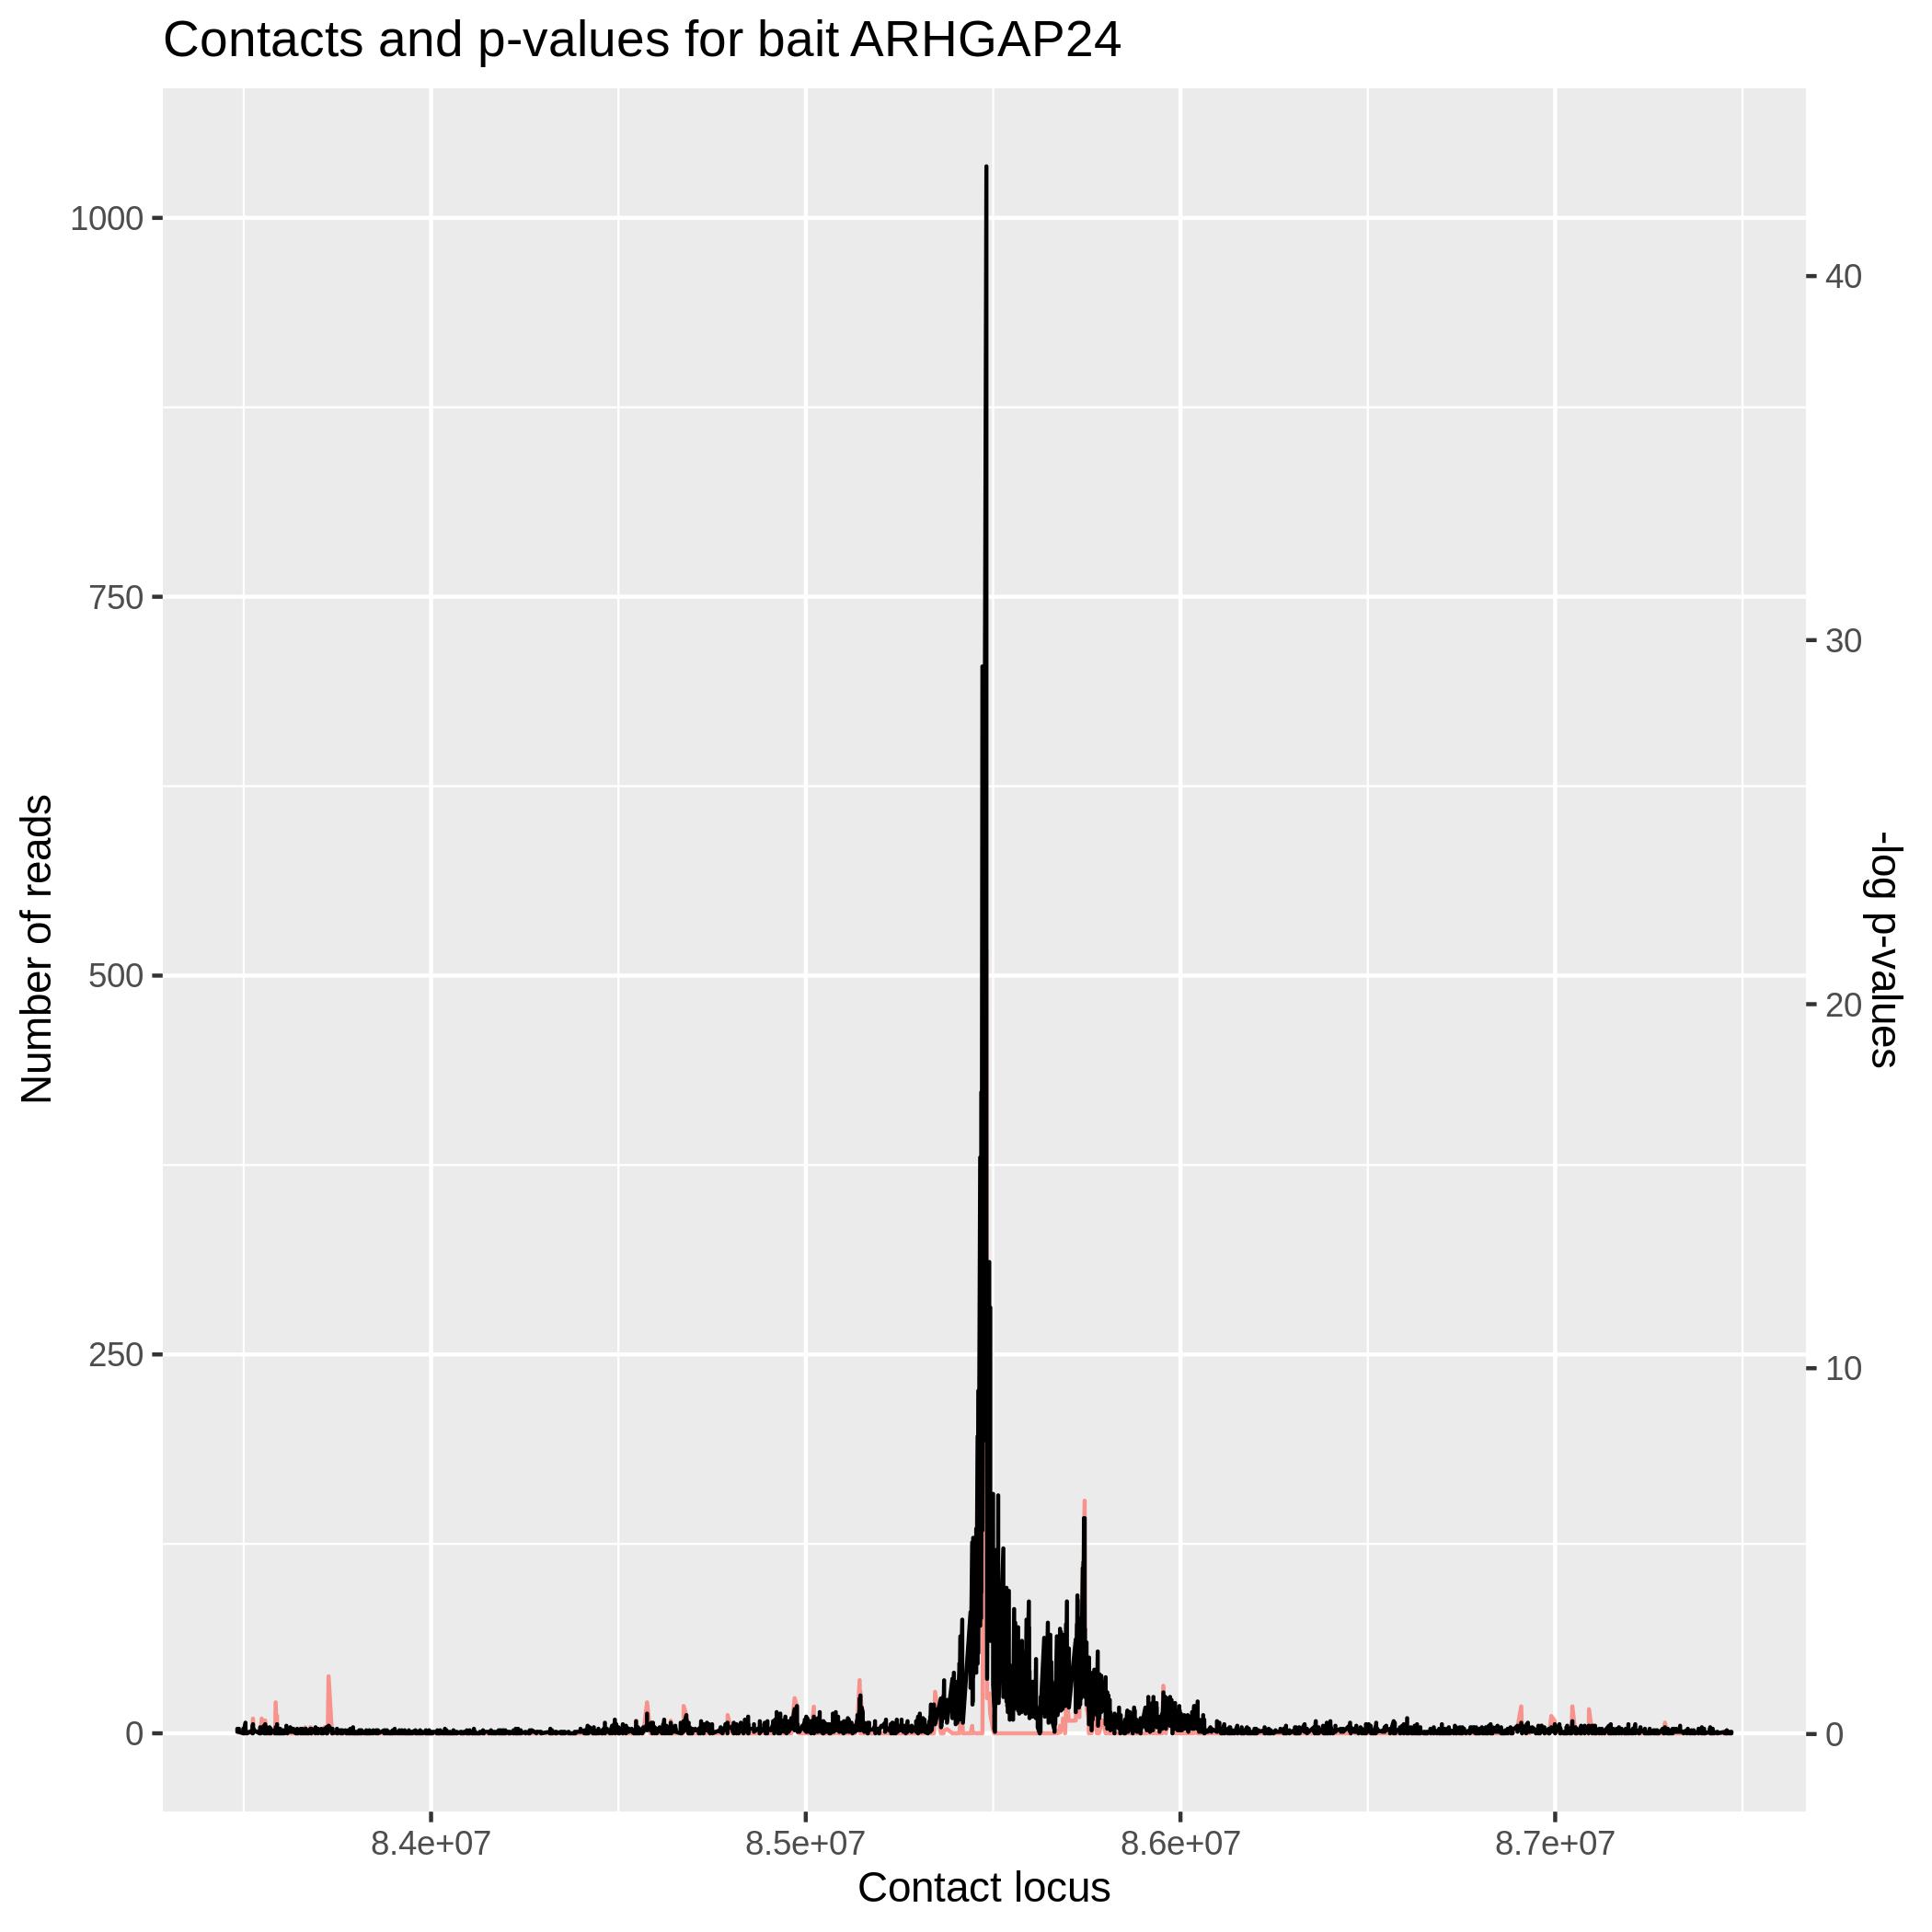 Contacts and p-values for bait ARHGAP24
Number of reads
1000
750
500
250
0
40
30
20
10
0
-log p-values
8.4e+07
8.5e+07
8.6e+07
8.7e+07
Contact locus